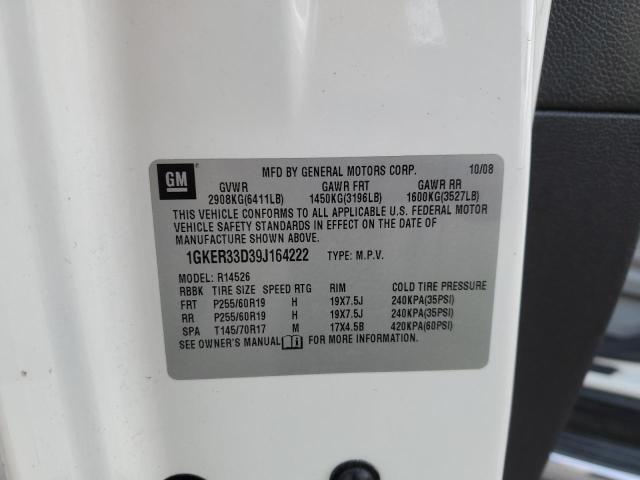 GM
MFD BY GENERAL MOTORS CORP. 10/08
GVWR GAWR FRT GAWR RR
2908KG(6411LB) 1450KG(3196LB) 1600KG(3527LB)
THIS VEHICLE CONFORMS TO ALL APPLICABLE U.S. FEDERAL MOTOR
VEHICLE SAFETY STANDARDS IN EFFECT ON THE DATE OF
MANUFACTURE SHOWN ABOVE.
1GKER33D39J164222 TYPE: M.P.V.
MODEL: R14526
RBBK TIRE SIZE SPEED RTG RIM COLD TIRE PRESSURE
FRT P255/60R19 H 19X7.5J 240KPA(35PSI)
RR P255/60R19 H 19X7.5J 240KPA(35PSI)
SPA T145/70R17 M 17X4.5B 420KPA(60PSI)
SEE OWNER'S MANUAL FOR MORE INFORMATION.